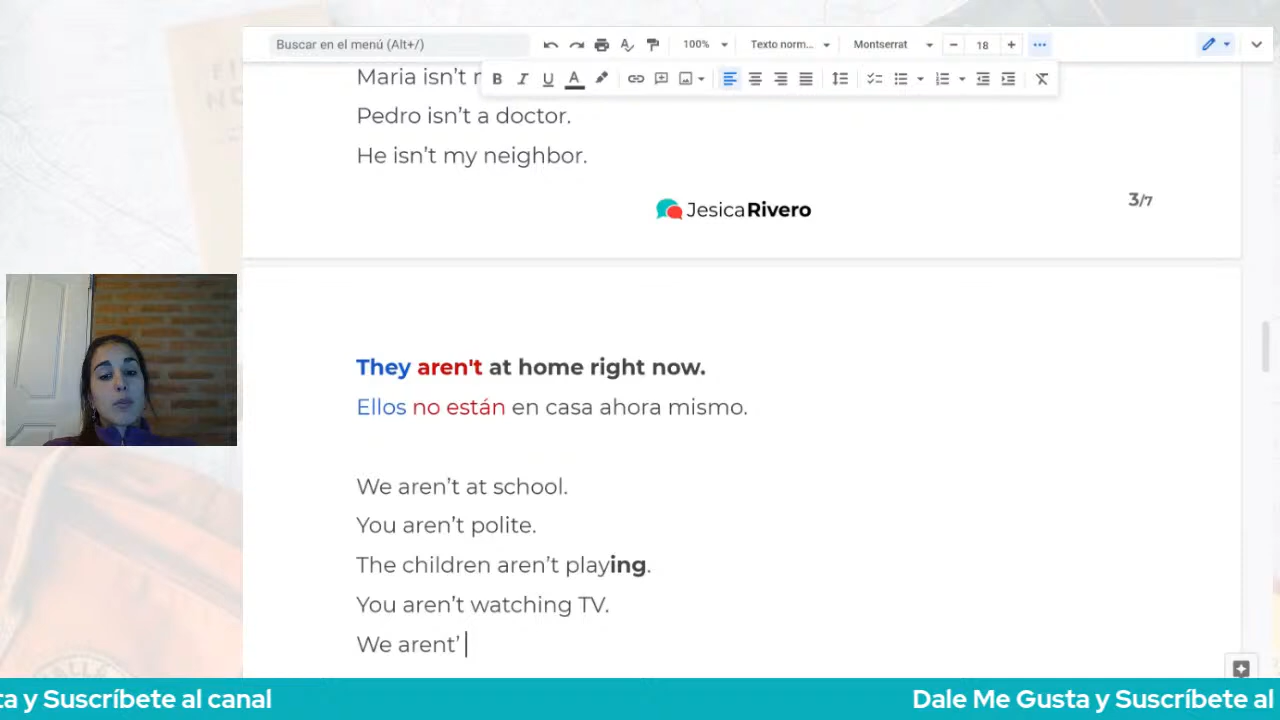 Buscar en el menú (Alt+/)
100%
Texto norm...
Montserrat
18
Maria isn't
Pedro isn't a doctor.
He isn't my neighbor.
JesicaRivero
3/7
They aren't at home right now.
Ellos no están en casa ahora mismo.
We aren't at school.
You aren't polite.
The children aren't playing.
You aren't watching TV.
We arent'
ta y Suscríbete al canal
Dale Me Gusta y Suscríbete al